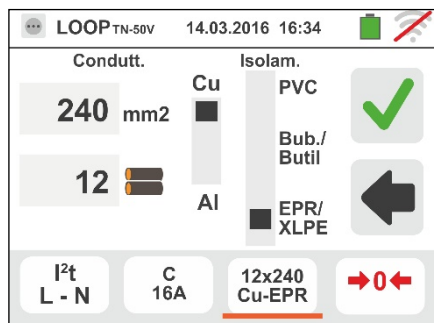 LOOP TN-50V 14.03.2016 16:34
Condutt. Isolam.
Cu PVC
240 mm2
Bub./
Butil
12
Al EPR/
XLPE
I²t
L - N
C
16A
12x240
Cu-EPR
0